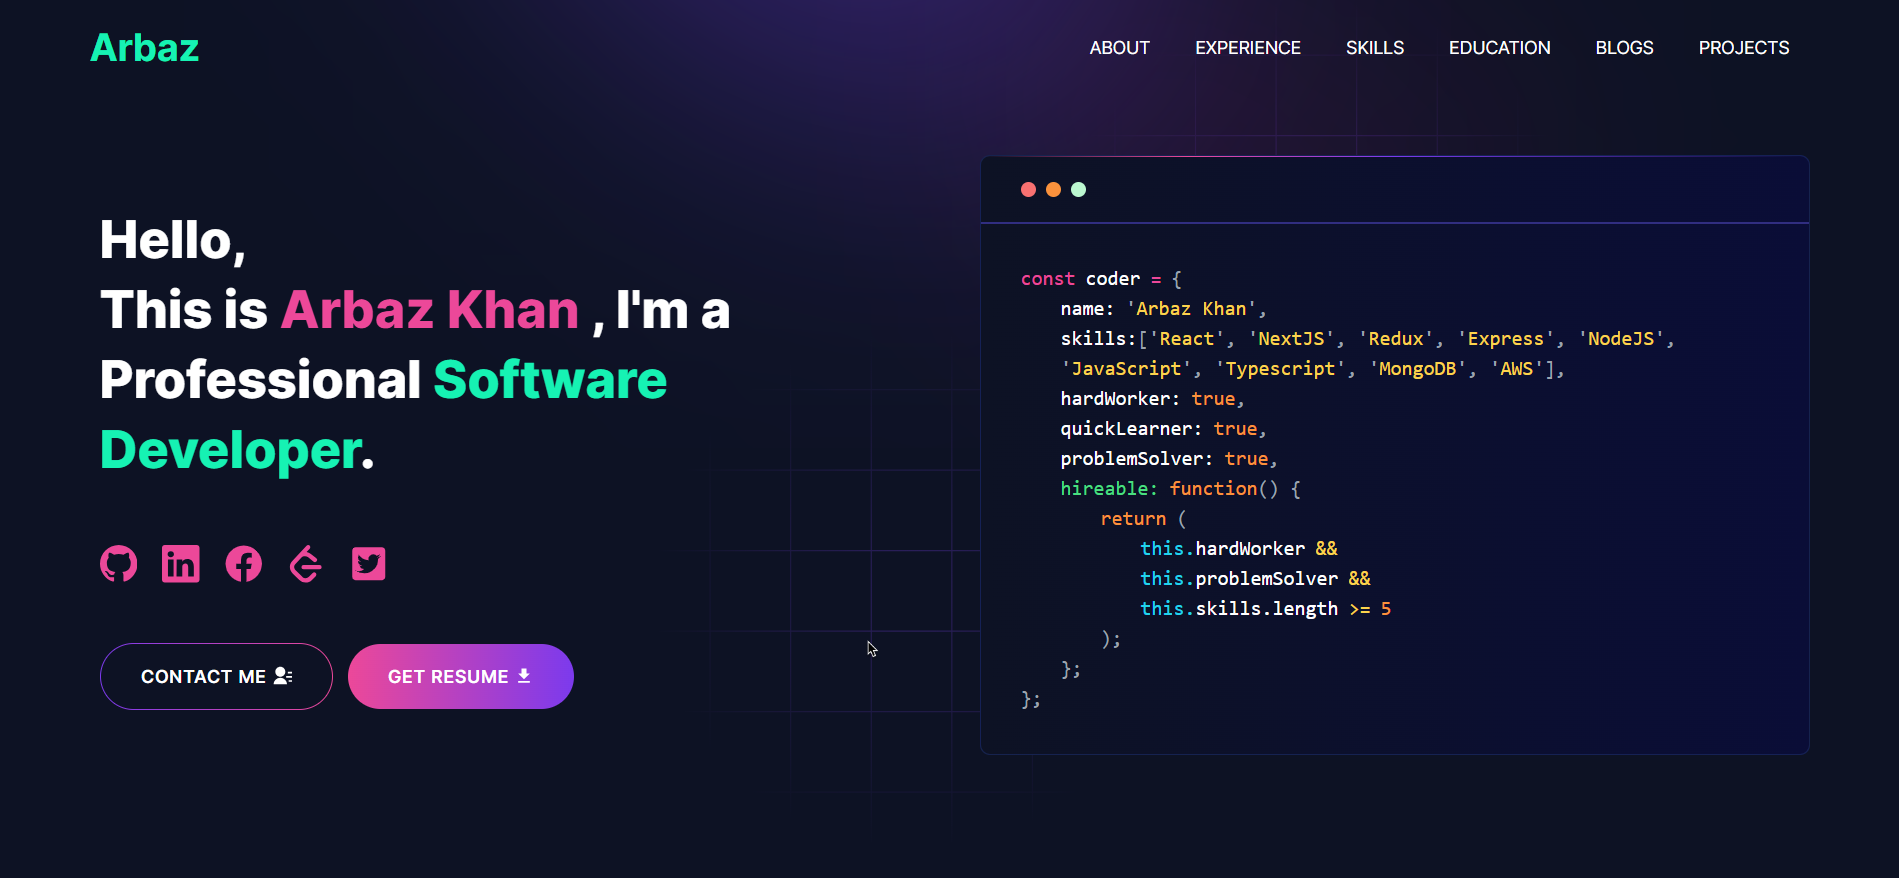 Arbaz
ABOUT EXPERIENCE SKILLS EDUCATION BLOGS PROJECTS
Hello,
This is Arbaz Khan , I'm a
Professional Software
Developer.
CONTACT ME
GET RESUME
const coder = {
name: 'Arbaz Khan',
skills:['React', 'NextJS', 'Redux', 'Express', 'NodeJS',
'JavaScript', 'Typescript', 'MongoDB', 'AWS'],
hardWorker: true,
quickLearner: true,
problemSolver: true,
hireable: function() {
return (
this.hardWorker &&
this.problemSolver &&
this.skills.length >= 5
);
};
};